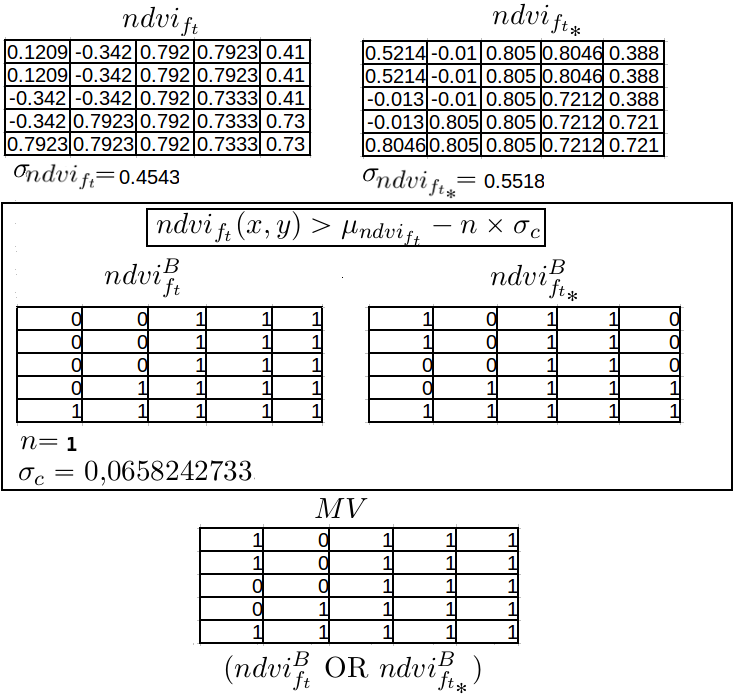 ndvi_{f_t} ndvi_{f_{t*}}
0.1209 -0.342 0.792 0.7923 0.41 0.5214 -0.01 0.805 0.8046 0.388
0.1209 -0.342 0.792 0.7923 0.41 0.5214 -0.01 0.805 0.8046 0.388
-0.342 -0.342 0.792 0.7333 0.41 -0.013 -0.01 0.805 0.7212 0.388
-0.342 0.7923 0.792 0.7333 0.73 -0.013 0.805 0.805 0.7212 0.721
0.7923 0.7923 0.792 0.7333 0.73 0.8046 0.805 0.805 0.7212 0.721
σ_{ndvi_{f_t}}= 0.4543 σ_{ndvi_{f_{t*}}}= 0.5518
ndvi_{f_t}(x, y) > μ_{ndvi_{f_t}} − n × σ_c
ndvi^B_{f_t} ndvi^B_{f_{t*}}
0 0 1 1 1 1 0 1 1 0
0 0 1 1 1 1 0 1 1 0
0 0 1 1 1 0 0 1 1 0
0 1 1 1 1 0 1 1 1 1
1 1 1 1 1 1 1 1 1 1
n= 1
σ_c = 0,0658242733
MV
1 0 1 1 1
1 0 1 1 1
0 0 1 1 1
0 1 1 1 1
1 1 1 1 1
(ndvi^B_{f_t} OR ndvi^B_{f_{t*}})